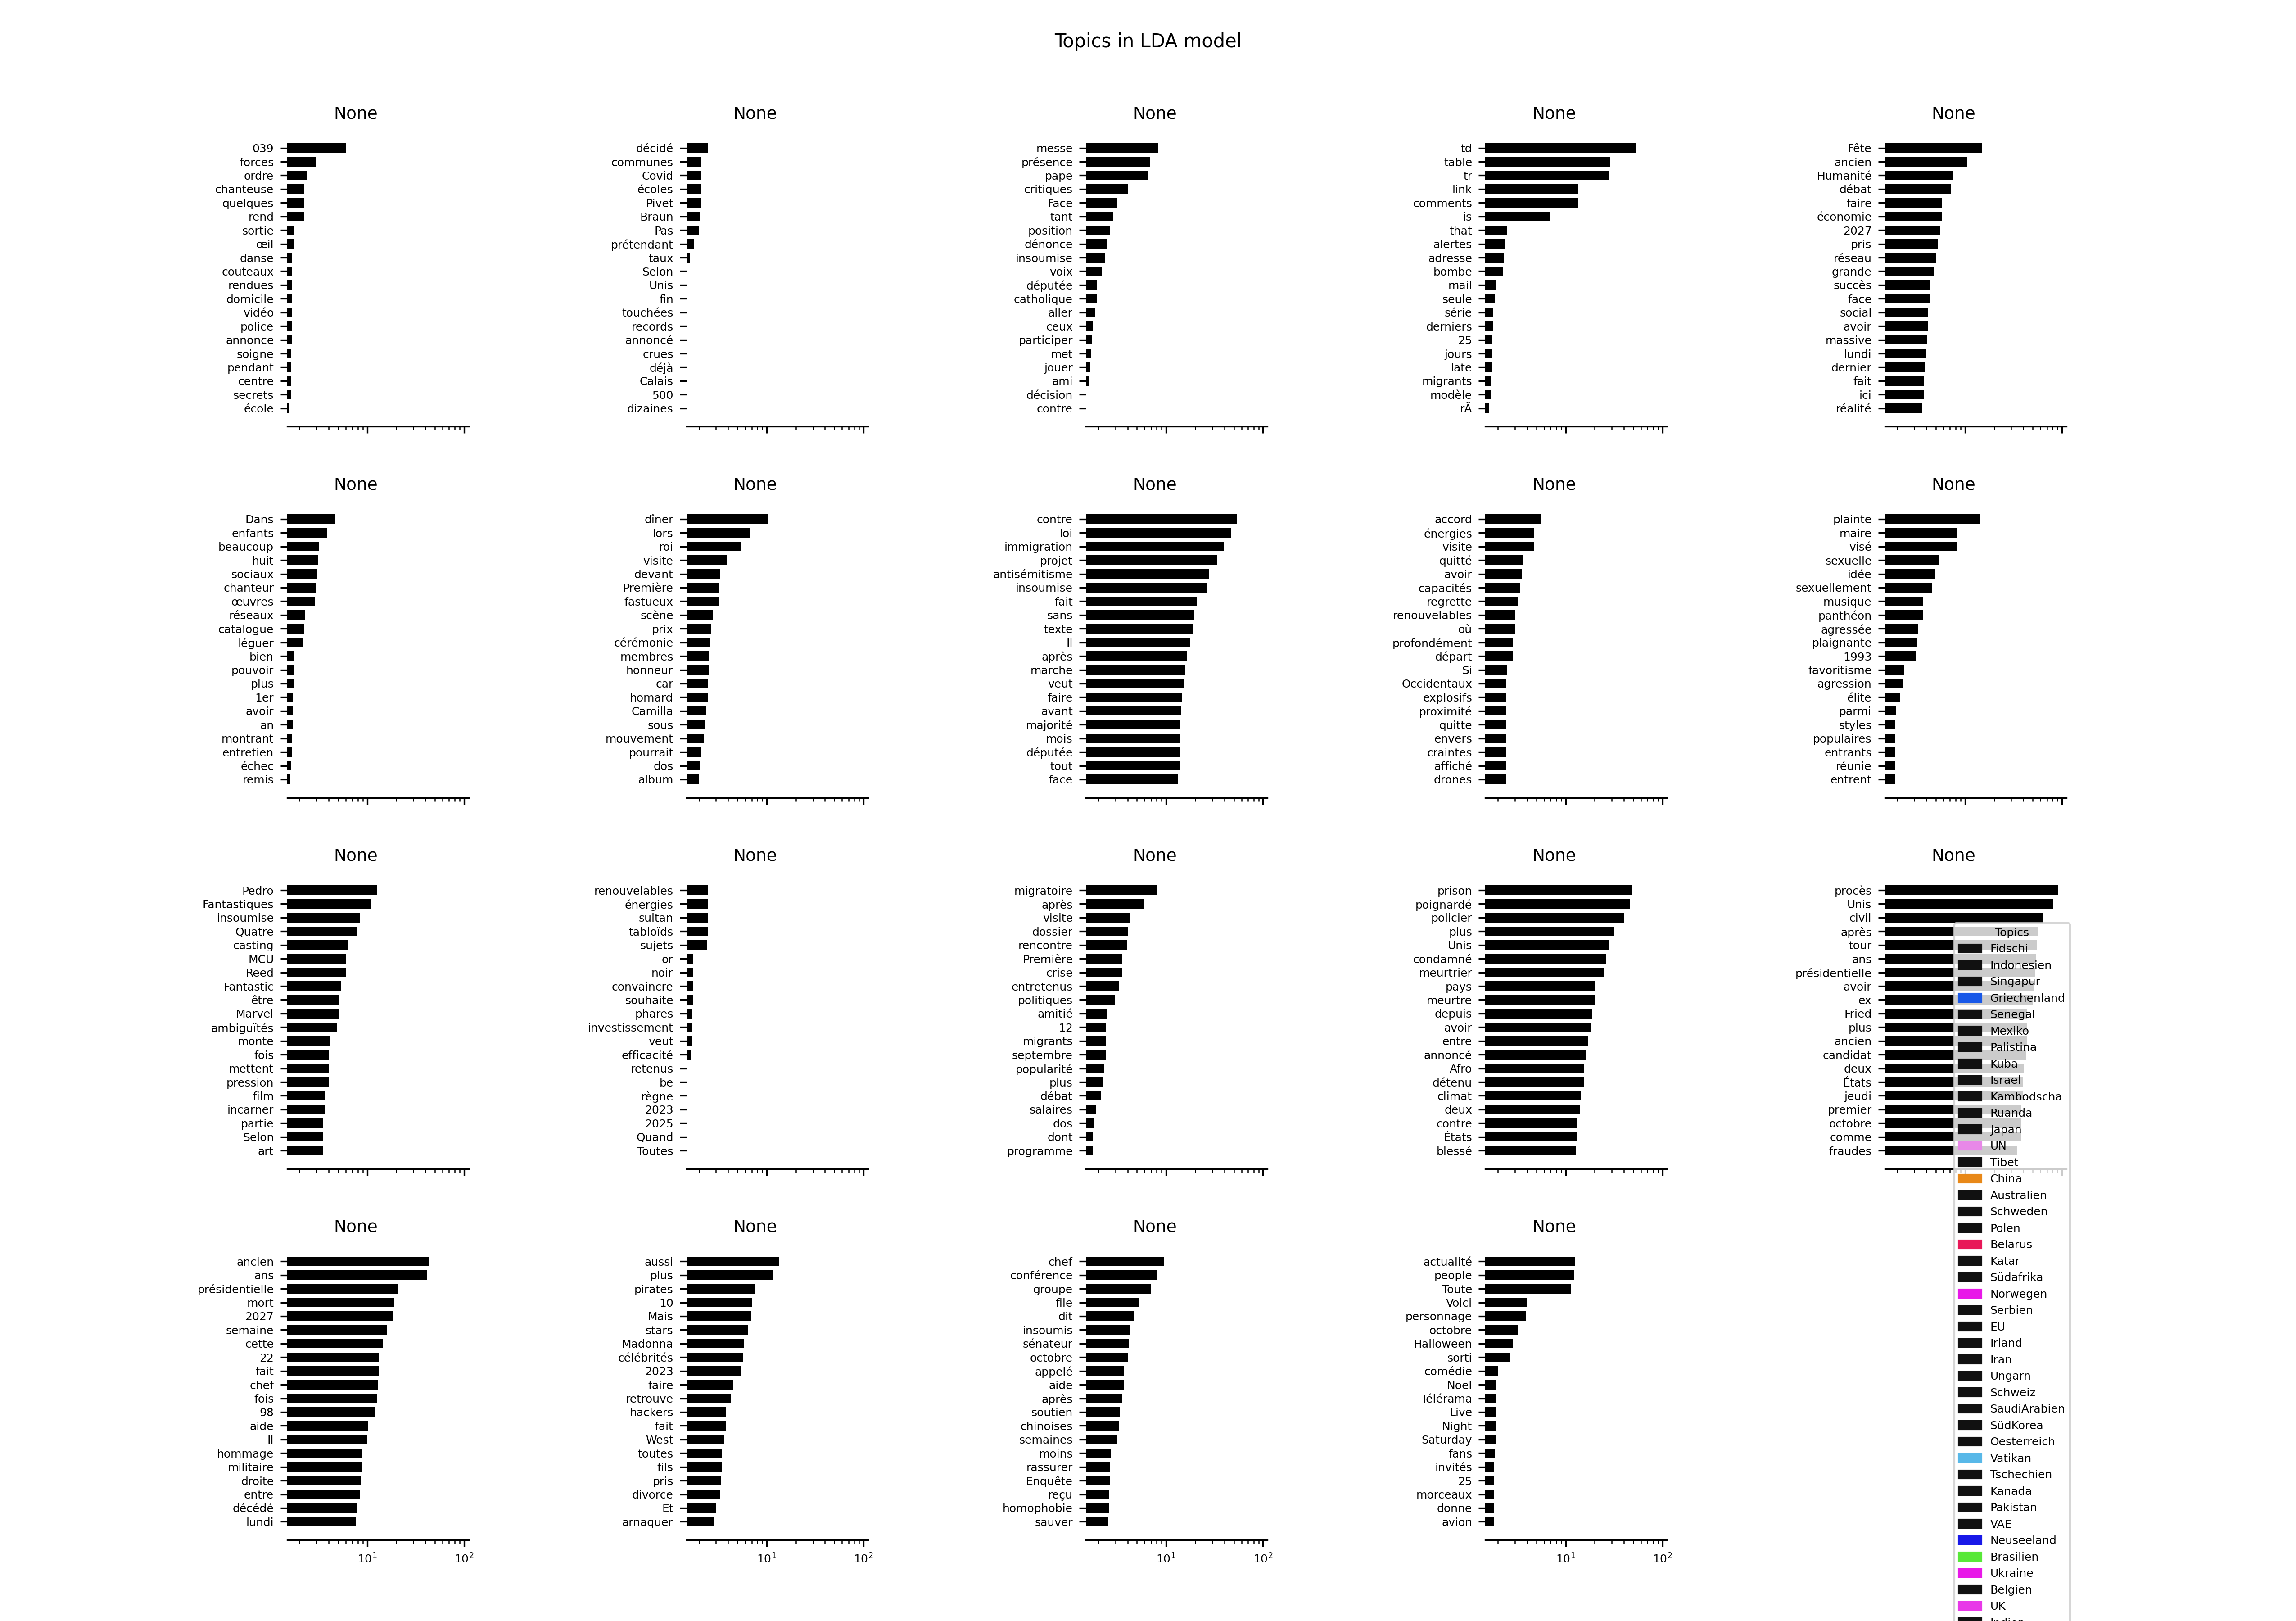 Topics in LDA model
None
039
forces
ordre
chanteuse
quelques
rend
sortie
œil
danse
couteaux
rendues
domicile
vidéo
police
annonce
soigne
pendant
centre
secrets
école
None
décidé
communes
Covid
écoles
Pivet
Braun
Pas
prétendant
taux
Selon
Unis
fin
touchées
records
annoncé
crues
déjà
Calais
500
dizaines
None
messe
présence
pape
critiques
Face
tant
position
dénonce
insoumise
voix
députée
catholique
aller
ceux
participer
met
jouer
ami
décision
contre
None
td
table
tr
link
comments
is
that
alertes
adresse
bombe
mail
seule
série
derniers
25
jours
late
migrants
modèle
rÃ
None
Fête
ancien
Humanité
débat
faire
économie
2027
pris
réseau
grande
succès
face
social
avoir
massive
lundi
dernier
fait
ici
réalité
None
Dans
enfants
beaucoup
huit
sociaux
chanteur
œuvres
réseaux
catalogue
léguer
bien
pouvoir
plus
1er
avoir
an
montrant
entretien
échec
remis
None
dîner
lors
roi
visite
devant
Première
fastueux
scène
prix
cérémonie
membres
honneur
car
homard
Camilla
sous
mouvement
pourrait
dos
album
None
contre
loi
immigration
projet
antisémitisme
insoumise
fait
sans
texte
Il
après
marche
veut
faire
avant
majorité
mois
députée
tout
face
None
accord
énergies
visite
quitté
avoir
capacités
regrette
renouvelables
où
profondément
départ
Si
Occidentaux
explosifs
proximité
quitte
envers
craintes
affiché
drones
None
plainte
maire
visé
sexuelle
idée
sexuellement
musique
panthéon
agressée
plaignante
1993
favoritisme
agression
élite
parmi
styles
populaires
entrants
réunie
entrent
None
Pedro
Fantastiques
insoumise
Quatre
casting
MCU
Reed
Fantastic
être
Marvel
ambiguïtés
monte
fois
mettent
pression
film
incarner
partie
Selon
art
None
renouvelables
énergies
sultan
tabloïds
sujets
or
noir
convaincre
souhaite
phares
investissement
veut
efficacité
retenus
be
règne
2023
2025
Quand
Toutes
None
migratoire
après
visite
dossier
rencontre
Première
crise
entretenus
politiques
amitié
12
migrants
septembre
popularité
plus
débat
salaires
dos
dont
programme
None
prison
poignardé
policier
plus
Unis
condamné
meurtrier
pays
meurtre
depuis
avoir
entre
annoncé
Afro
détenu
climat
deux
contre
États
blessé
None
procès
Unis
civil
après
tour
ans
présidentielle
avoir
ex
Fried
plus
ancien
candidat
deux
États
jeudi
premier
octobre
comme
fraudes
None
ancien
ans
présidentielle
mort
2027
semaine
cette
22
fait
chef
fois
98
aide
Il
hommage
militaire
droite
entre
décédé
lundi
10¹
10²
None
aussi
plus
pirates
10
Mais
stars
Madonna
célébrités
2023
faire
retrouve
hackers
fait
West
toutes
fils
pris
divorce
Et
arnaquer
10¹
10²
None
chef
conférence
groupe
file
dit
insoumis
sénateur
octobre
appelé
aide
après
soutien
chinoises
semaines
moins
rassurer
Enquête
reçu
homophobie
sauver
10¹
10²
None
actualité
people
Toute
Voici
personnage
octobre
Halloween
sorti
comédie
Noël
Télérama
Live
Night
Saturday
fans
invités
25
morceaux
donne
avion
10¹
10²
Topics
Fidschi
Indonesien
Singapur
Griechenland
Senegal
Mexiko
Palistina
Kuba
Israel
Kambodscha
Ruanda
Japan
UN
Tibet
China
Australien
Schweden
Polen
Belarus
Katar
Südafrika
Norwegen
Serbien
EU
Irland
Iran
Ungarn
Schweiz
SaudiArabien
SüdKorea
Oesterreich
Vatikan
Tschechien
Kanada
Pakistan
VAE
Neuseeland
Brasilien
Ukraine
Belgien
UK